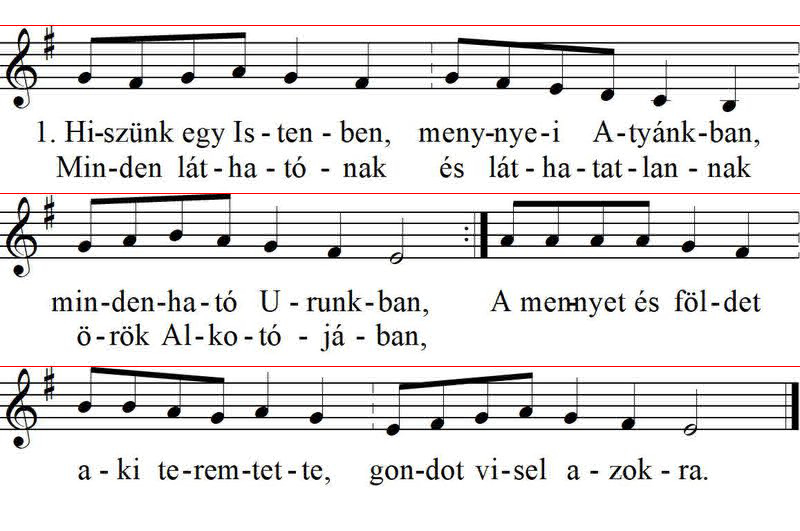 1. Hi-szünk egy Is - ten - ben, meny-nye-i A-tyánk-ban,
Min-den lát-ha-tó - nak és lát-ha-tat-lan - nak
min-den-ha-tó U - runk-ban, A men-nyet és föl-det
ö-rök Al-ko-tó - já - ban,
a - ki te-rem-tet-te, gon-dot vi-sel a - zok - ra.